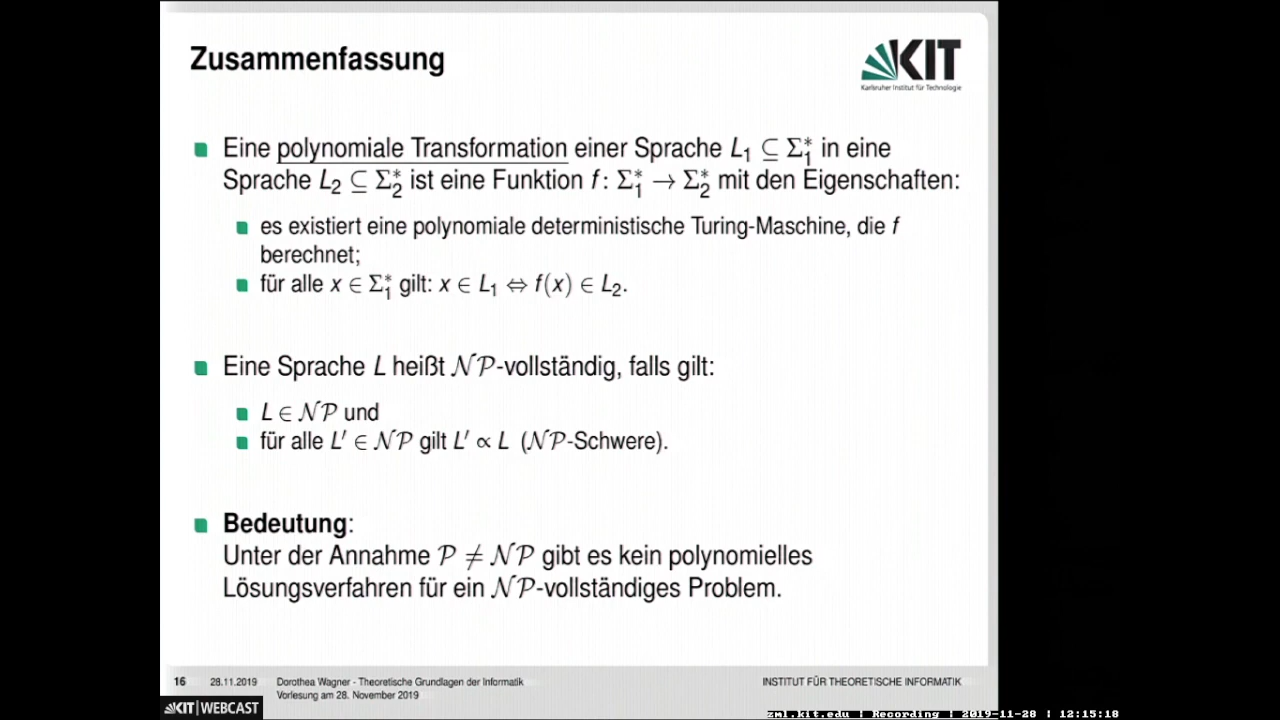 Zusammenfassung
KIT
Karlsruher Institut für Technologie
Eine polynomiale Transformation einer Sprache L₁ ⊆ Σ₁* in eine
Sprache L₂ ⊆ Σ₂* ist eine Funktion f: Σ₁* → Σ₂* mit den Eigenschaften:
es existiert eine polynomiale deterministische Turing-Maschine, die f
berechnet;
für alle x ∈ Σ₁* gilt: x ∈ L₁ ⇔ f(x) ∈ L₂.
Eine Sprache L heißt 𝒩𝒫-vollständig, falls gilt:
L ∈ 𝒩𝒫 und
für alle L′ ∈ 𝒩𝒫 gilt L′ ∝ L (𝒩𝒫-Schwere).
Bedeutung:
Unter der Annahme 𝒫 ≠ 𝒩𝒫 gibt es kein polynomielles
Lösungsverfahren für ein 𝒩𝒫-vollständiges Problem.
16 28.11.2019 Dorothea Wagner - Theoretische Grundlagen der Informatik INSTITUT FÜR THEORETISCHE INFORMATIK
Vorlesung am 28. November 2019
KIT | WEBCAST
zml.kit.edu | Recording | 2019-11-28 | 12:15:18